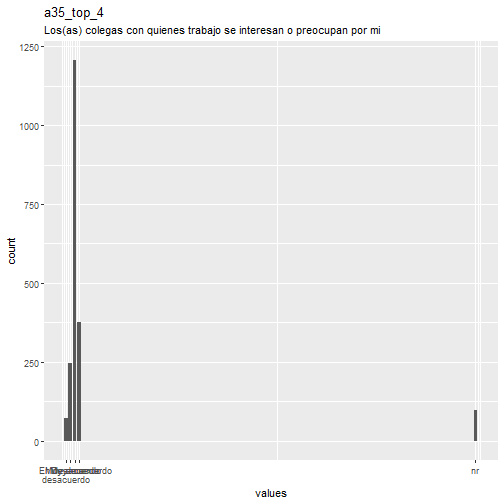 a35_top_4
Los(as) colegas con quienes trabajo se interesan o preocupan por mi
1250
1000
750
500
250
0
count
desacuerdo
nr
values